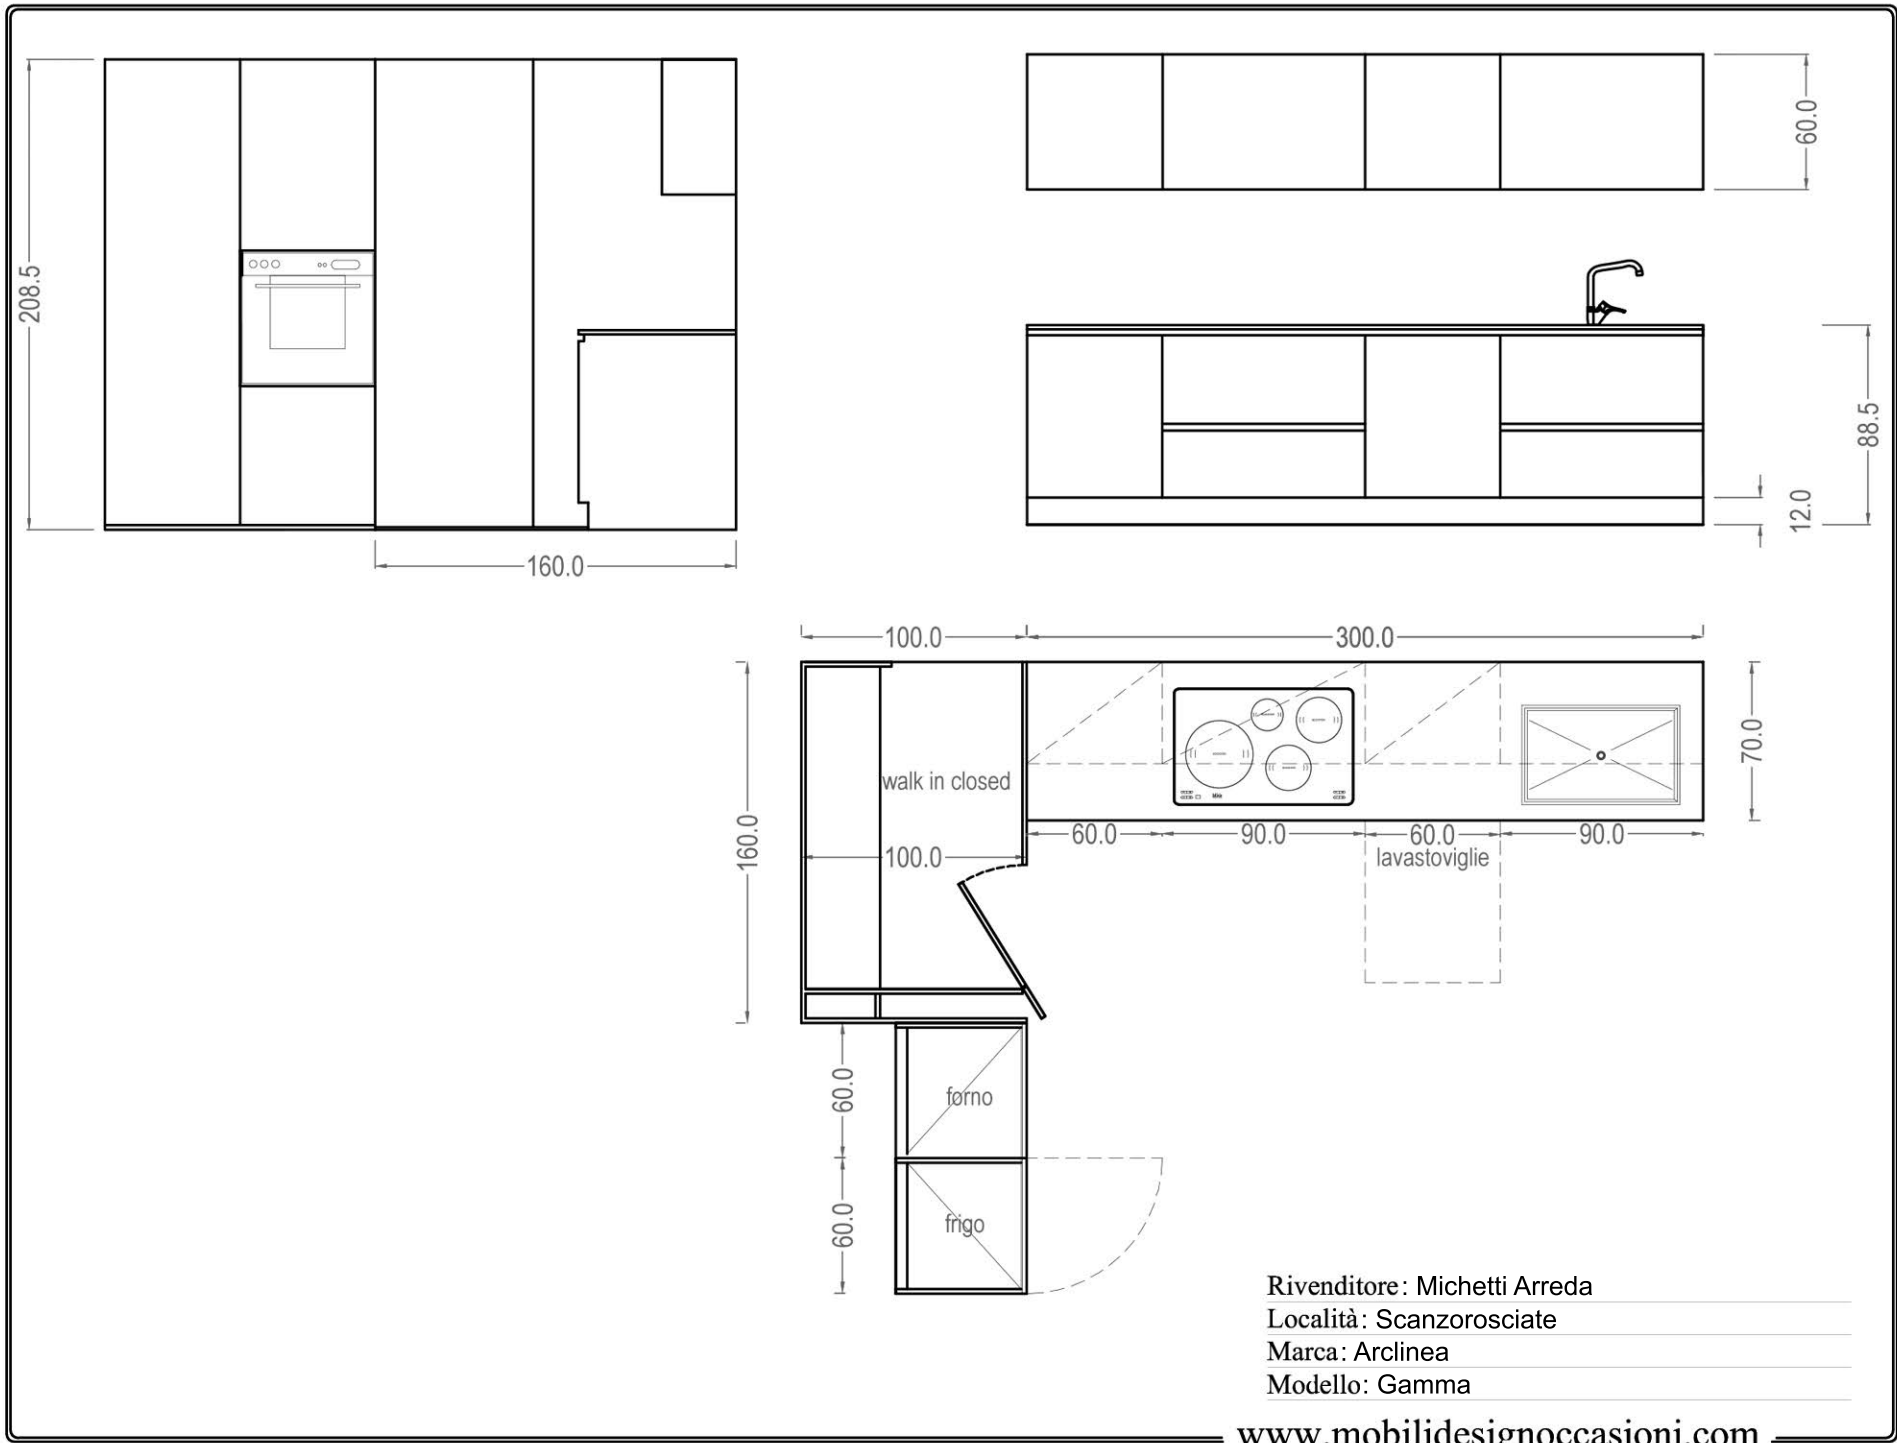 208.5
160.0
60.0
88.5
12.0
100.0
300.0
70.0
160.0
walk in closed
100.0
60.0
90.0
60.0
90.0
lavastoviglie
60.0
forno
60.0
frigo
Rivenditore: Michetti Arreda
Località: Scanzorosciate
Marca: Arclinea
Modello: Gamma
www.mobilidesignoccasioni.com